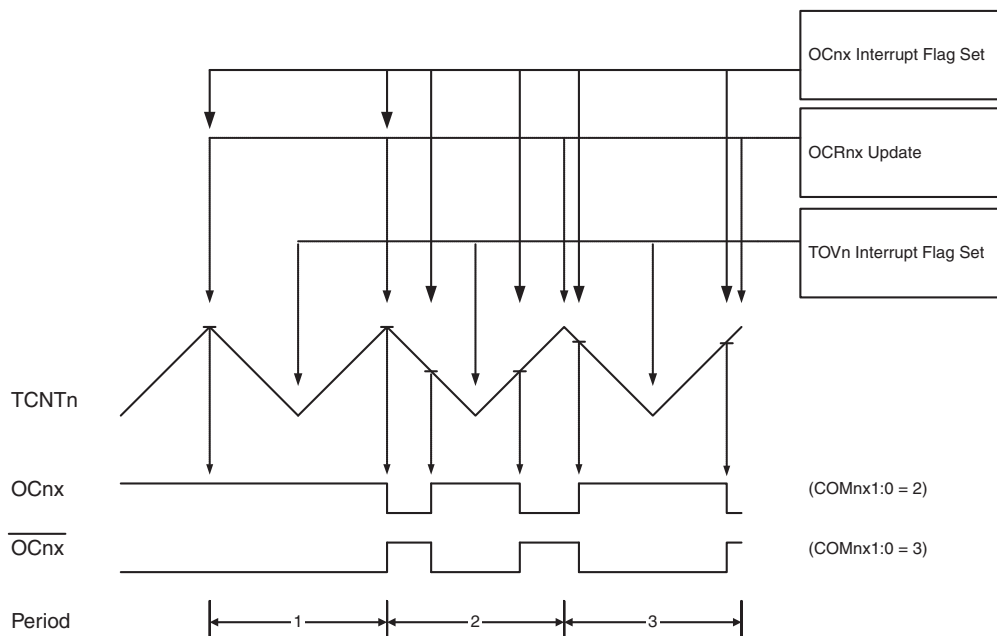 OCnx Interrupt Flag Set
OCRnx Update
TOVn Interrupt Flag Set
TCNTn
OCnx
(COMnx1:0 = 2)
OCnx
(COMnx1:0 = 3)
Period
1
2
3